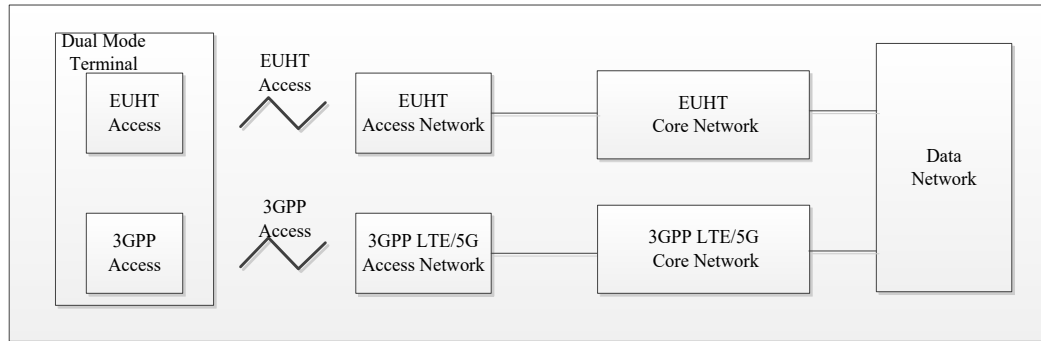 Dual Mode
Terminal
EUHT
Access
EUHT
Access
EUHT
Access Network
EUHT
Core Network
Data
Network
3GPP
Access
3GPP
Access
3GPP LTE/5G
Access Network
3GPP LTE/5G
Core Network